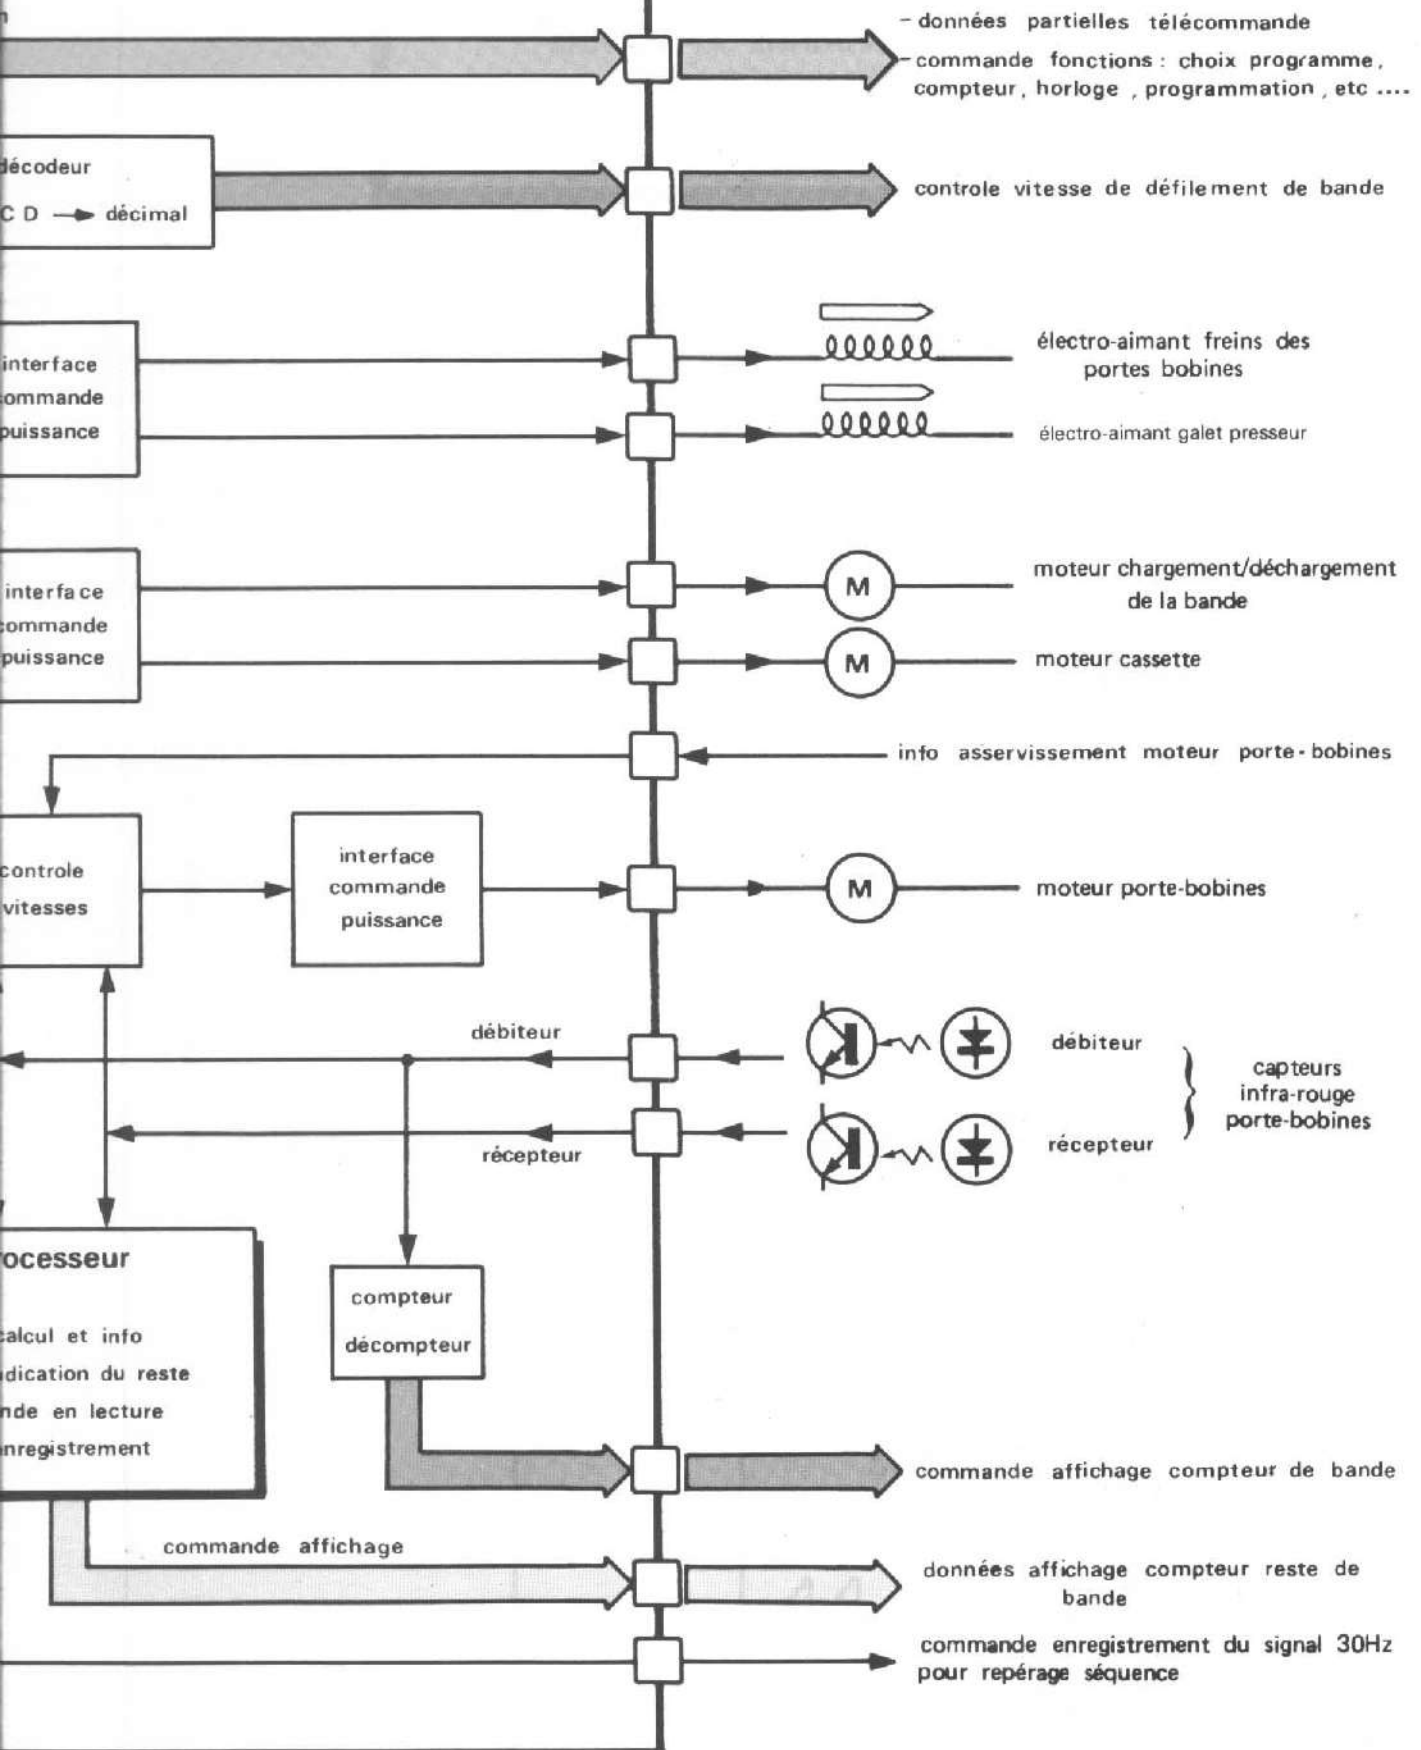 - données partielles télécommande
- commande fonctions : choix programme,
compteur, horloge, programmation, etc ....
décodeur
C D → décimal
controle vitesse de défilement de bande
interface
commande
puissance
électro-aimant freins des
portes bobines
électro-aimant galet presseur
interface
commande
puissance
moteur chargement/déchargement
de la bande
M
moteur cassette
M
info asservissement moteur porte-bobines
controle
vitesses
interface
commande
puissance
M
moteur porte-bobines
débiteur
débiteur
capteurs
infra-rouge
porte-bobines
récepteur
récepteur
ocesseur
calcul et info
dication du reste
nde en lecture
enregistrement
compteur
décompteur
commande affichage compteur de bande
commande affichage
données affichage compteur reste de
bande
commande enregistrement du signal 30Hz
pour repérage séquence